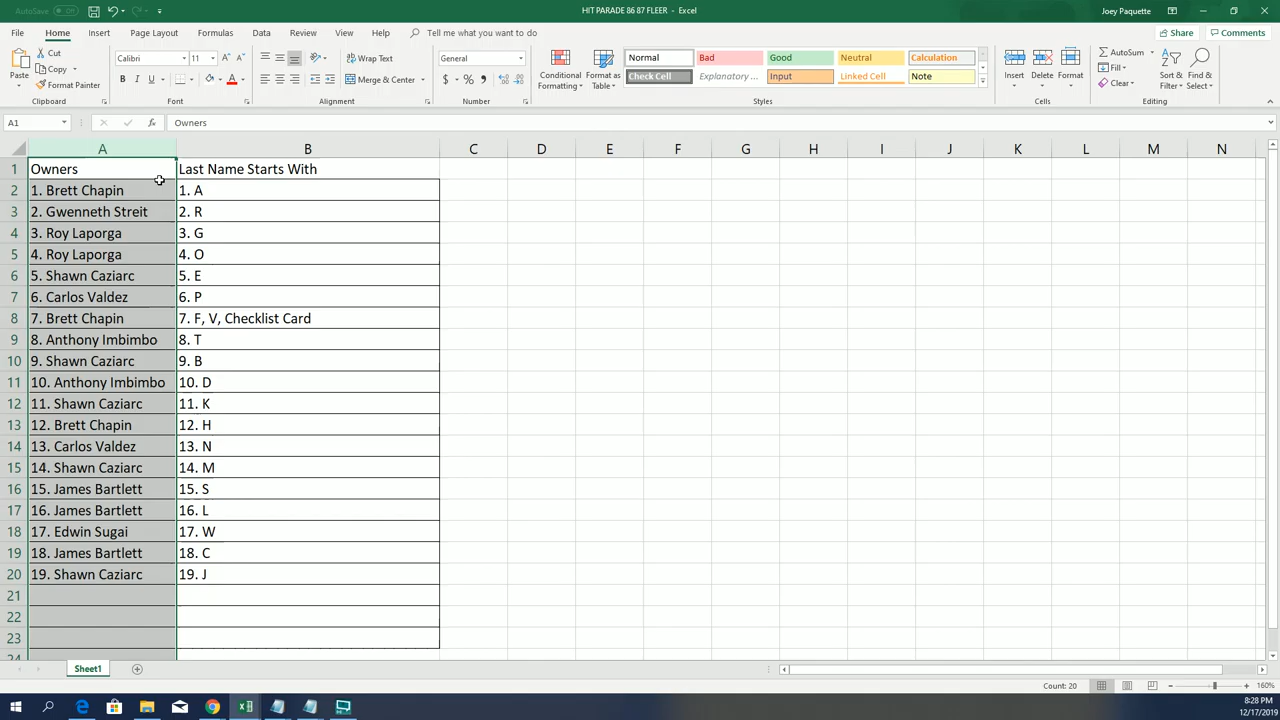 AutoSave Off
HIT PARADE 86 87 FLEER - Excel
Joey Paquette
File Home Insert Page Layout Formulas Data Review View Help Tell me what you want to do Share Comments
Paste
Cut
Copy
Format Painter
Clipboard
Calibri 11
B I U
Font
Wrap Text
Merge & Center
Alignment
General
$ % ,
Number
Conditional Formatting
Format as Table
Normal Bad Good Neutral Calculation
Check Cell Explanatory ... Input Linked Cell Note
Styles
Insert Delete Format
Cells
AutoSum
Fill
Clear
Sort & Filter
Find & Select
Editing
A1 fx Owners
A B C D E F G H I J K L M N
1 Owners Last Name Starts With
2 1. Brett Chapin 1. A
3 2. Gwenneth Streit 2. R
4 3. Roy Laporga 3. G
5 4. Roy Laporga 4. O
6 5. Shawn Caziarc 5. E
7 6. Carlos Valdez 6. P
8 7. Brett Chapin 7. F, V, Checklist Card
9 8. Anthony Imbimbo 8. T
10 9. Shawn Caziarc 9. B
11 10. Anthony Imbimbo 10. D
12 11. Shawn Caziarc 11. K
13 12. Brett Chapin 12. H
14 13. Carlos Valdez 13. N
15 14. Shawn Caziarc 14. M
16 15. James Bartlett 15. S
17 16. James Bartlett 16. L
18 17. Edwin Sugai 17. W
19 18. James Bartlett 18. C
20 19. Shawn Caziarc 19. J
21
22
23
24
Sheet1
Count: 20 160%
8:28 PM
12/17/2019